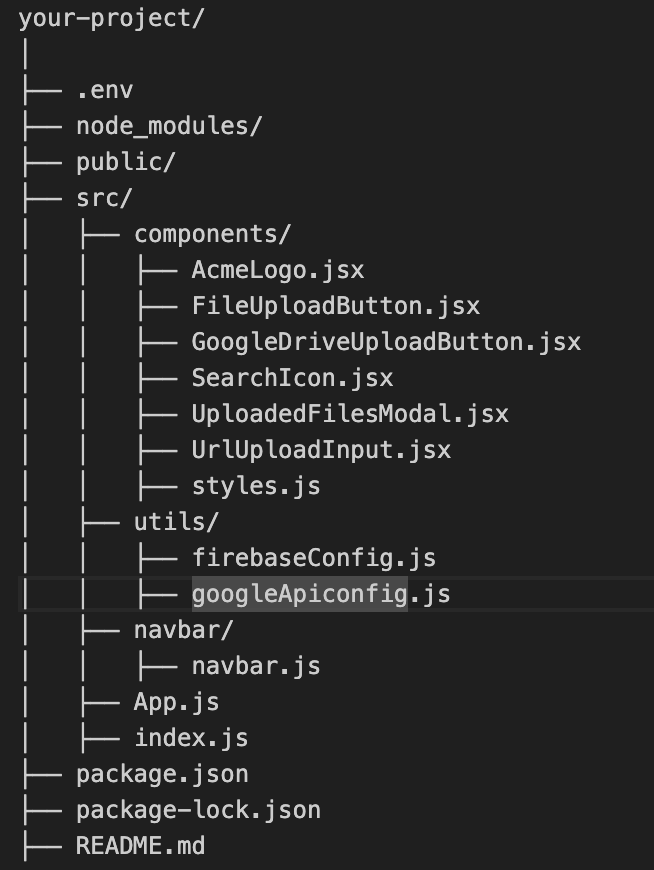 your-project/
│
├── .env
├── node_modules/
├── public/
├── src/
│   ├── components/
│   │   ├── AcmeLogo.jsx
│   │   ├── FileUploadButton.jsx
│   │   ├── GoogleDriveUploadButton.jsx
│   │   ├── SearchIcon.jsx
│   │   ├── UploadedFilesModal.jsx
│   │   ├── UrlUploadInput.jsx
│   │   ├── styles.js
│   ├── utils/
│   │   ├── firebaseConfig.js
│   │   ├── googleApiconfig.js
│   ├── navbar/
│   │   ├── navbar.js
│   ├── App.js
│   ├── index.js
├── package.json
├── package-lock.json
├── README.md